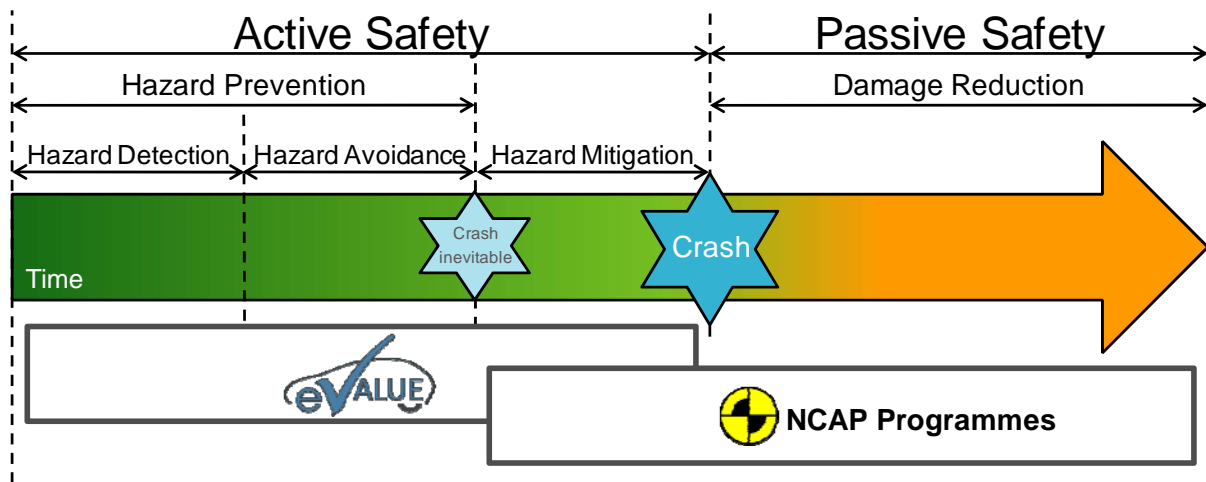 Active Safety
Passive Safety
Hazard Prevention
Damage Reduction
Hazard Detection
Hazard Avoidance
Hazard Mitigation
Crash
inevitable
Crash
Time
eVALUE
NCAP Programmes